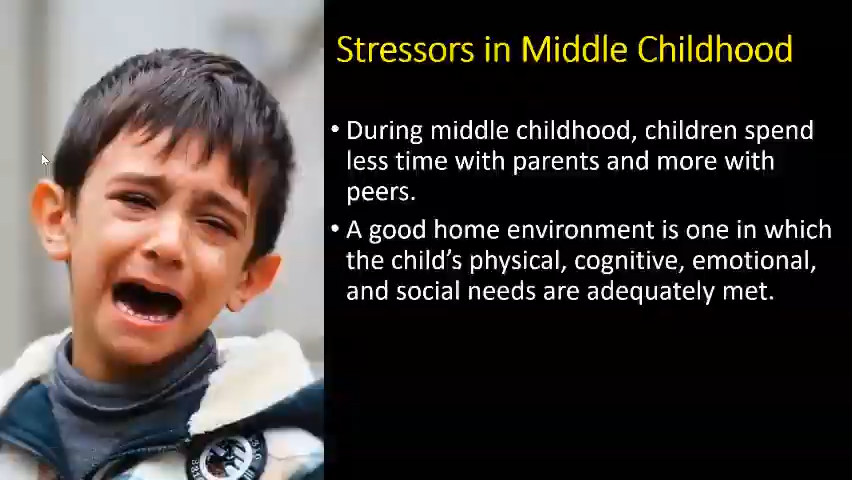 Stressors in Middle Childhood
• During middle childhood, children spend
less time with parents and more with
peers.
• A good home environment is one in which
the child's physical, cognitive, emotional,
and social needs are adequately met.